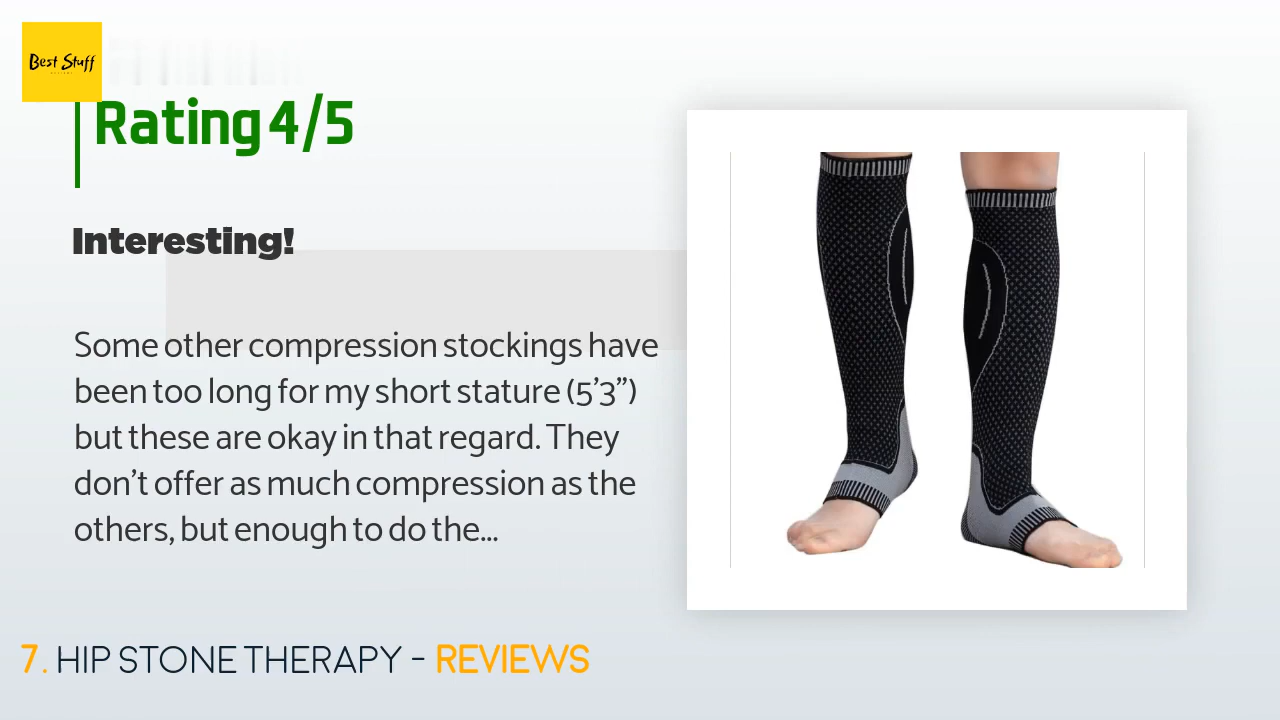 Best Stuff
Rating 4/5
Interesting!
Some other compression stockings have
been too long for my short stature (5’3”)
but these are okay in that regard. They
don’t offer as much compression as the
others, but enough to do the...
7. HIP STONE THERAPY - REVIEWS